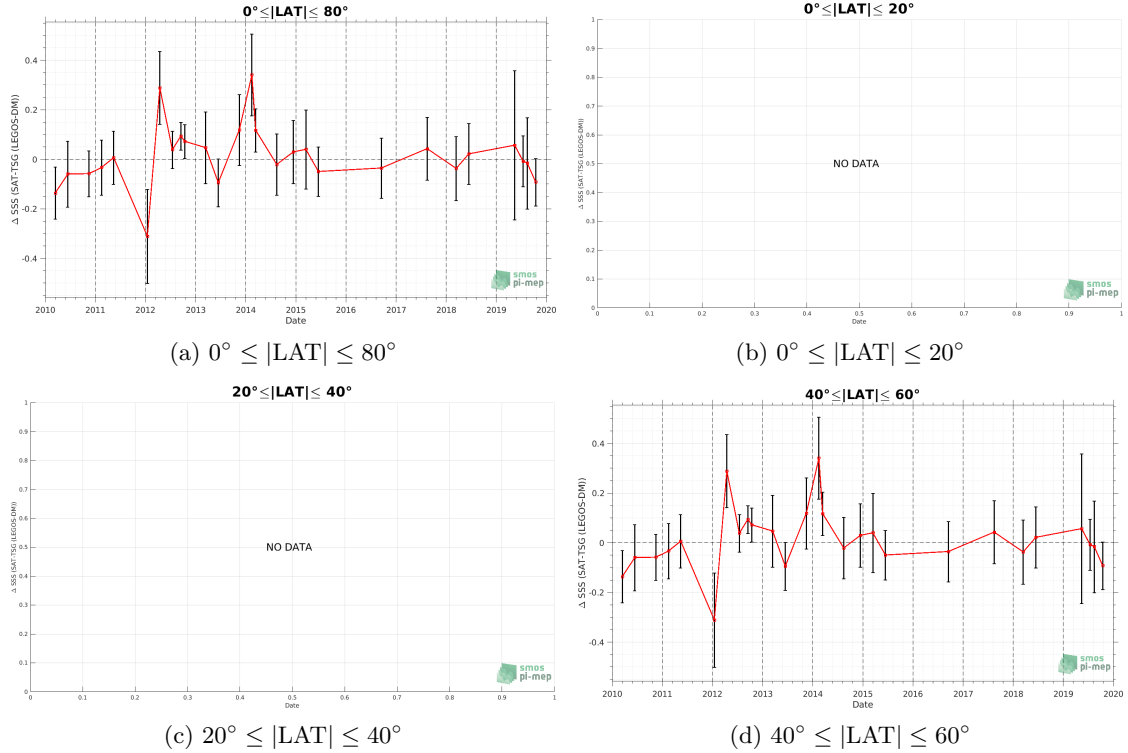 0°≤|LAT|≤ 80°
Δ SSS (SAT-TSG (LEGOS-DM))
0.4
0.2
0
-0.2
-0.4
2010 2011 2012 2013 2014 2015 2016 2017 2018 2019 2020
Date
smos
pi-mep
(a) 0° ≤ |LAT| ≤ 80°
0°≤|LAT|≤ 20°
Δ SSS (SAT-TSG (LEGOS-DM))
1
0.9
0.8
0.7
0.6
0.5
0.4
0.3
0.2
0.1
0
NO DATA
0 0.1 0.2 0.3 0.4 0.5 0.6 0.7 0.8 0.9 1
Date
smos
pi-mep
(b) 0° ≤ |LAT| ≤ 20°
20°≤|LAT|≤ 40°
Δ SSS (SAT-TSG (LEGOS-DM))
1
0.9
0.8
0.7
0.6
0.5
0.4
0.3
0.2
0.1
0
NO DATA
0 0.1 0.2 0.3 0.4 0.5 0.6 0.7 0.8 0.9 1
Date
smos
pi-mep
(c) 20° ≤ |LAT| ≤ 40°
40°≤|LAT|≤ 60°
Δ SSS (SAT-TSG (LEGOS-DM))
0.4
0.2
0
-0.2
-0.4
2010 2011 2012 2013 2014 2015 2016 2017 2018 2019 2020
Date
smos
pi-mep
(d) 40° ≤ |LAT| ≤ 60°